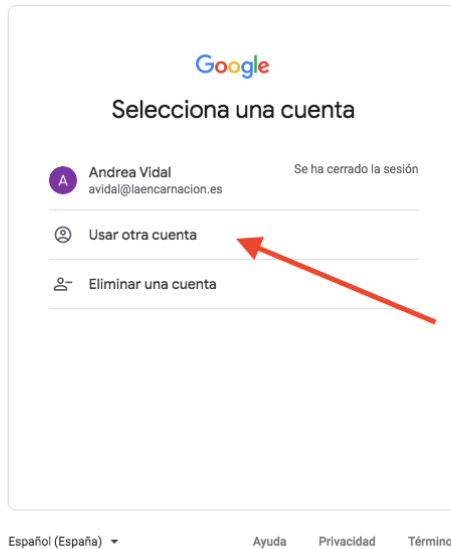 Google
Selecciona una cuenta
A
Andrea Vidal
avidal@laencarnacion.es
Se ha cerrado la sesión
Usar otra cuenta
Eliminar una cuenta
Español (España)
Ayuda
Privacidad
Término